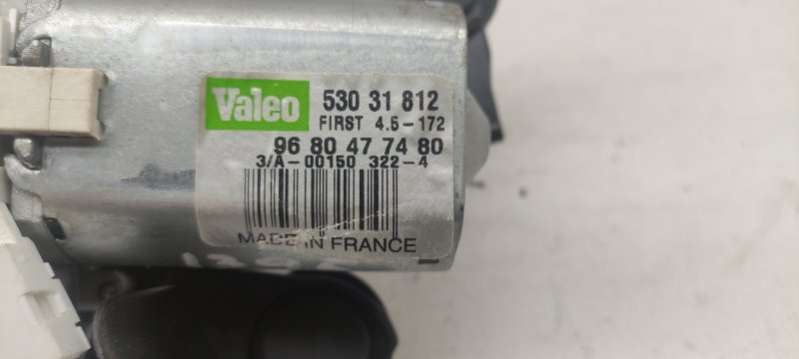 Valeo 530 31 812
FIRST 4.5-172
96 80 47 74 80
3/A-00150 322-4
MADE IN FRANCE